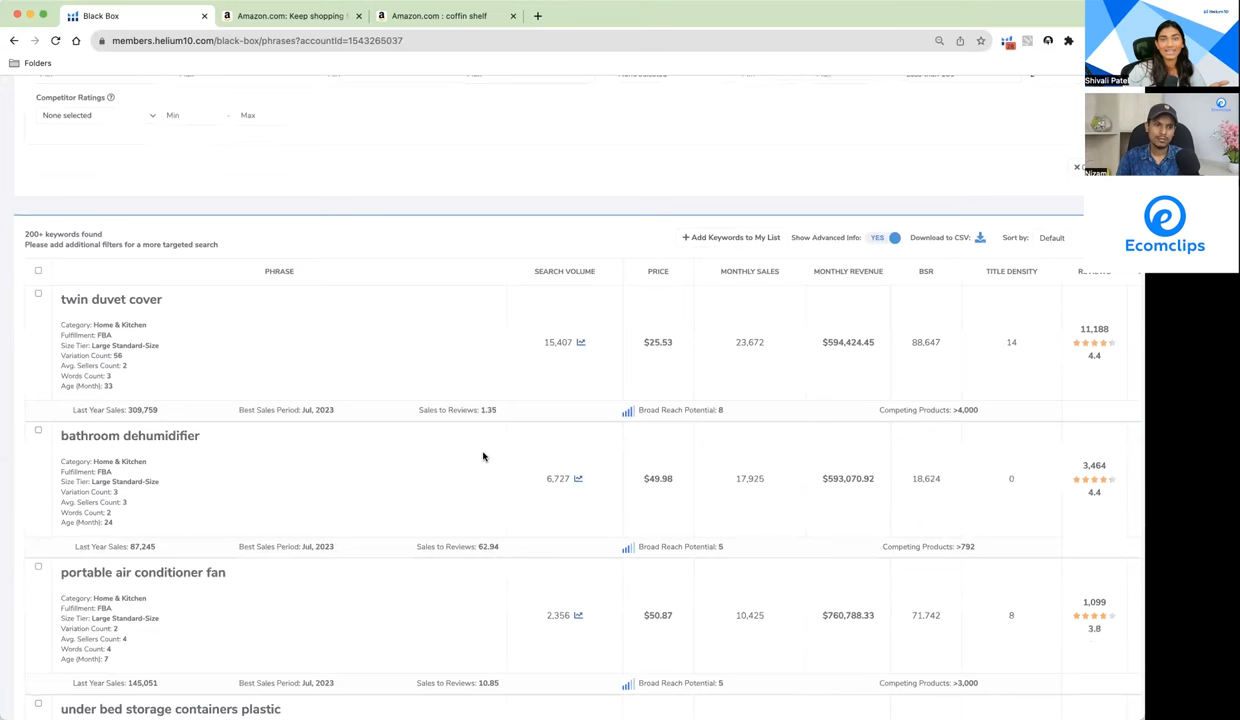 Black Box
Amazon.com: Keep shopping
Amazon.com : coffin shelf
members.helium10.com/black-box/phrases?accountId=1543265037
Folders
Competitor Ratings
None selected
Min
-
Max
200+ keywords found
Please add additional filters for a more targeted search
+ Add Keywords to My List
Show Advanced Info: YES
Download to CSV:
Sort by: Default
PHRASE
SEARCH VOLUME
PRICE
MONTHLY SALES
MONTHLY REVENUE
BSR
TITLE DENSITY
twin duvet cover
Category: Home & Kitchen
Fulfillment: FBA
Size Tier: Large Standard-Size
Variation Count: 56
Avg. Sellers Count: 2
Words Count: 3
Age (Month): 33
15,407
$25.53
23,672
$594,424.45
88,647
14
11,188
4.4
Last Year Sales: 309,759
Best Sales Period: Jul, 2023
Sales to Reviews: 1.35
Broad Reach Potential: 8
Competing Products: >4,000
bathroom dehumidifier
Category: Home & Kitchen
Fulfillment: FBA
Size Tier: Large Standard-Size
Variation Count: 3
Avg. Sellers Count: 3
Words Count: 2
Age (Month): 24
6,727
$49.98
17,925
$593,070.92
18,624
0
3,464
4.4
Last Year Sales: 87,245
Best Sales Period: Jul, 2023
Sales to Reviews: 62.94
Broad Reach Potential: 5
Competing Products: >792
portable air conditioner fan
Category: Home & Kitchen
Fulfillment: FBA
Size Tier: Large Standard-Size
Variation Count: 2
Avg. Sellers Count: 4
Words Count: 4
Age (Month): 7
2,356
$50.87
10,425
$760,788.33
71,742
8
1,099
3.8
Last Year Sales: 145,051
Best Sales Period: Jul, 2023
Sales to Reviews: 10.85
Broad Reach Potential: 5
Competing Products: >3,000
under bed storage containers plastic
Helium10
Shivali Patel
Ecomclips
Nizam
Ecomclips